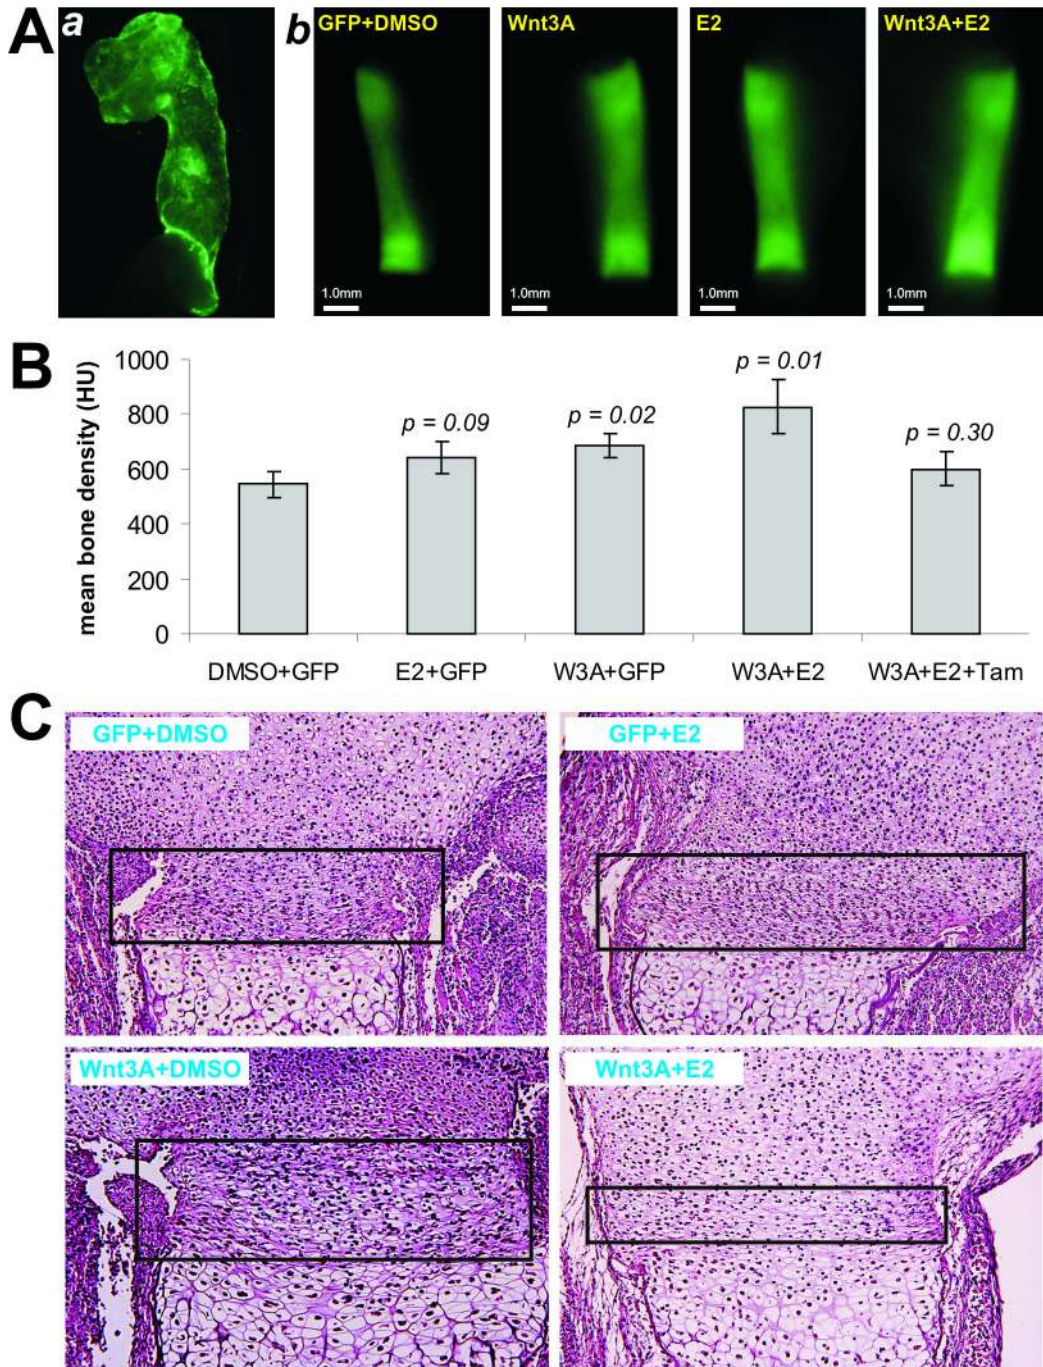 A
a
b
GFP+DMSO
Wnt3A
E2
Wnt3A+E2
1.0mm
1.0mm
1.0mm
1.0mm
B
mean bone density (HU)
1000
800
600
400
200
0
p = 0.09
p = 0.02
p = 0.01
p = 0.30
DMSO+GFP
E2+GFP
W3A+GFP
W3A+E2
W3A+E2+Tam
C
GFP+DMSO
GFP+E2
Wnt3A+DMSO
Wnt3A+E2